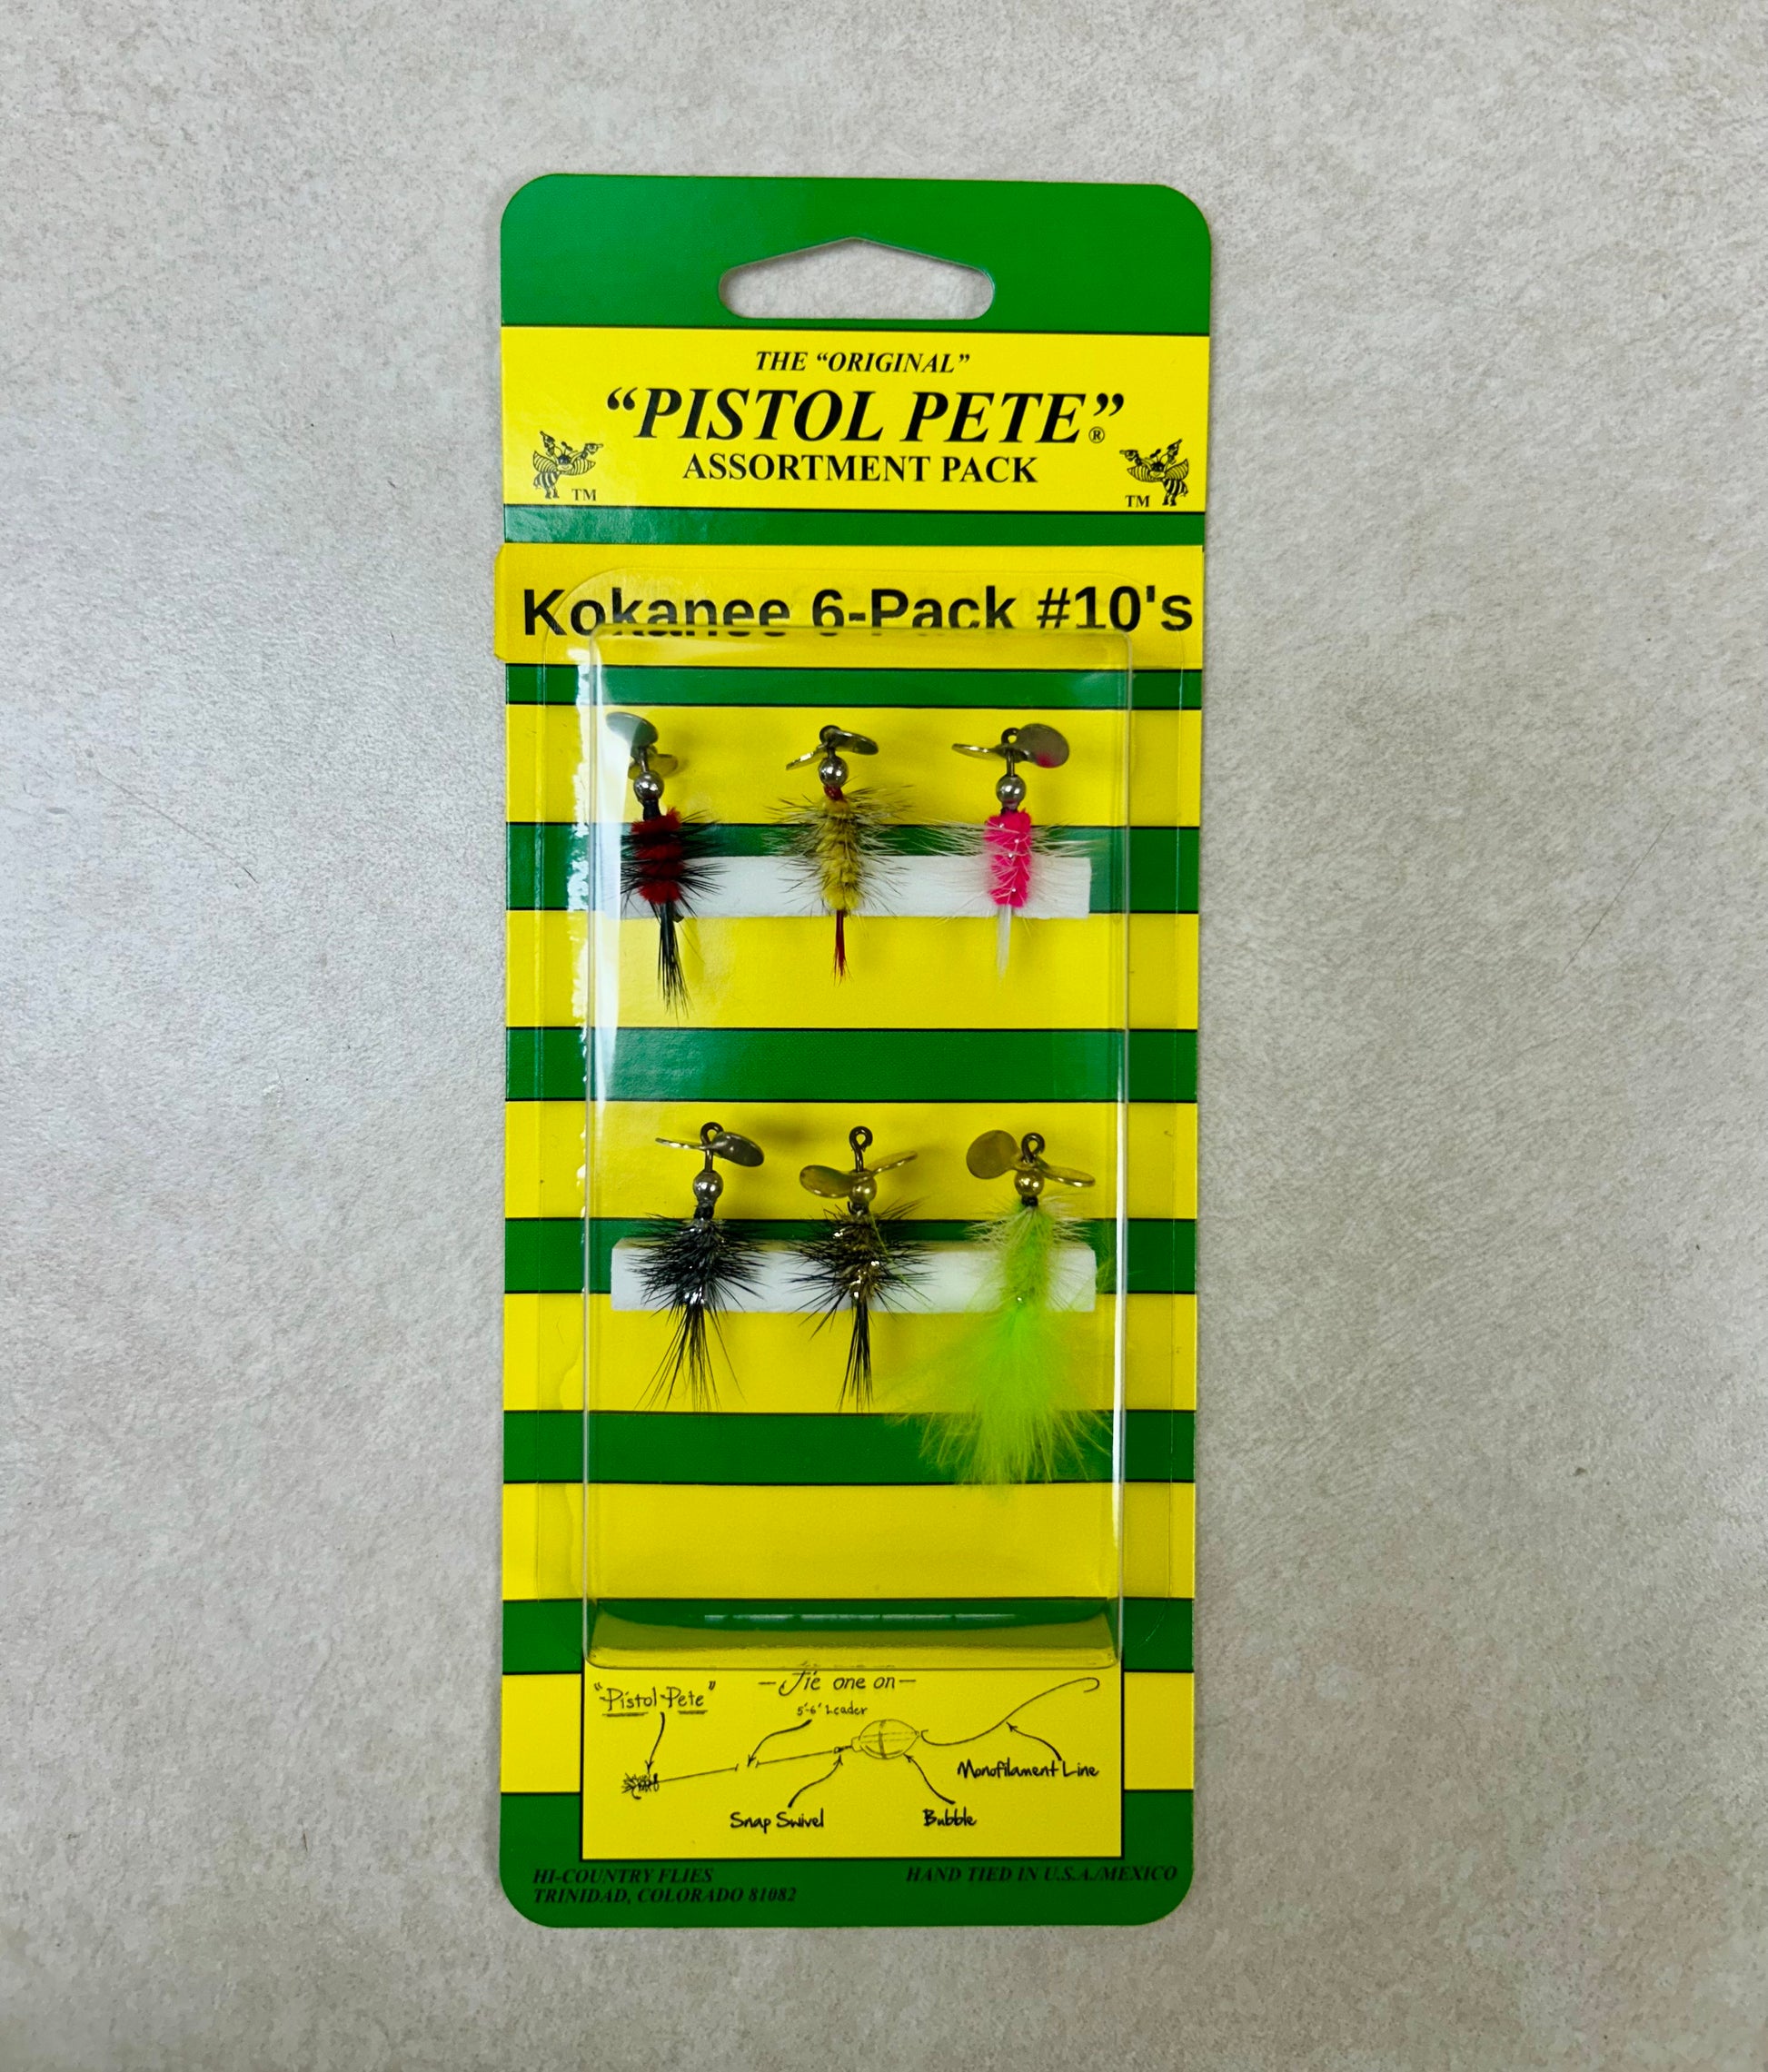 THE “ORIGINAL”
“PISTOL PETE”®
ASSORTMENT PACK
TM
TM
Kokanee 6-Pack #10's
—Tie one on—
"Pistol Pete"
5'-6' Leader
Monofilament Line
Snap Swivel
Bubble
HI-COUNTRY FLIES
HAND TIED IN U.S.A./MEXICO
TRINIDAD, COLORADO 81082